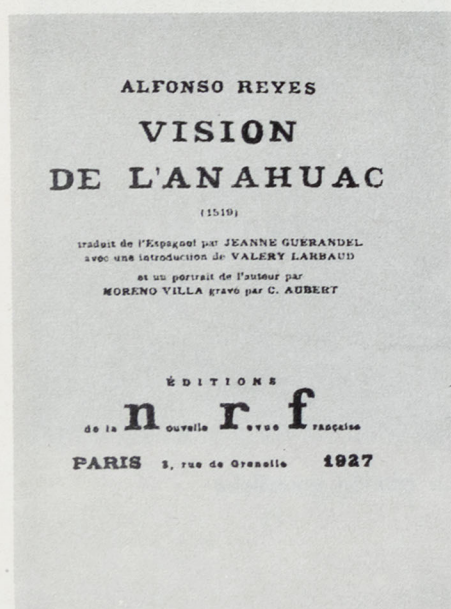 ALFONSO REYES
VISION
DE L'ANAHUAC
(1519)
traduit de l'Espagnol par JEANNE GUÉRANDEL
avec une introduction de VALERY LARBAUD
et un portrait de l'auteur par
MORENO VILLA gravé par C. AUBERT
ÉDITIONS
de la nouvelle revue française
PARIS 3, rue de Grenelle 1927